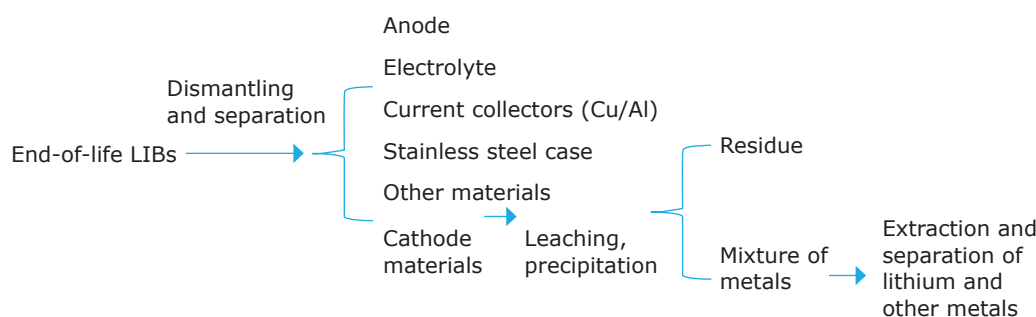 End-of-life LIBs
Dismantling
and separation
Anode
Electrolyte
Current collectors (Cu/Al)
Stainless steel case
Other materials
Cathode
materials
Leaching,
precipitation
Residue
Mixture of
metals
Extraction and
separation of
lithium and
other metals